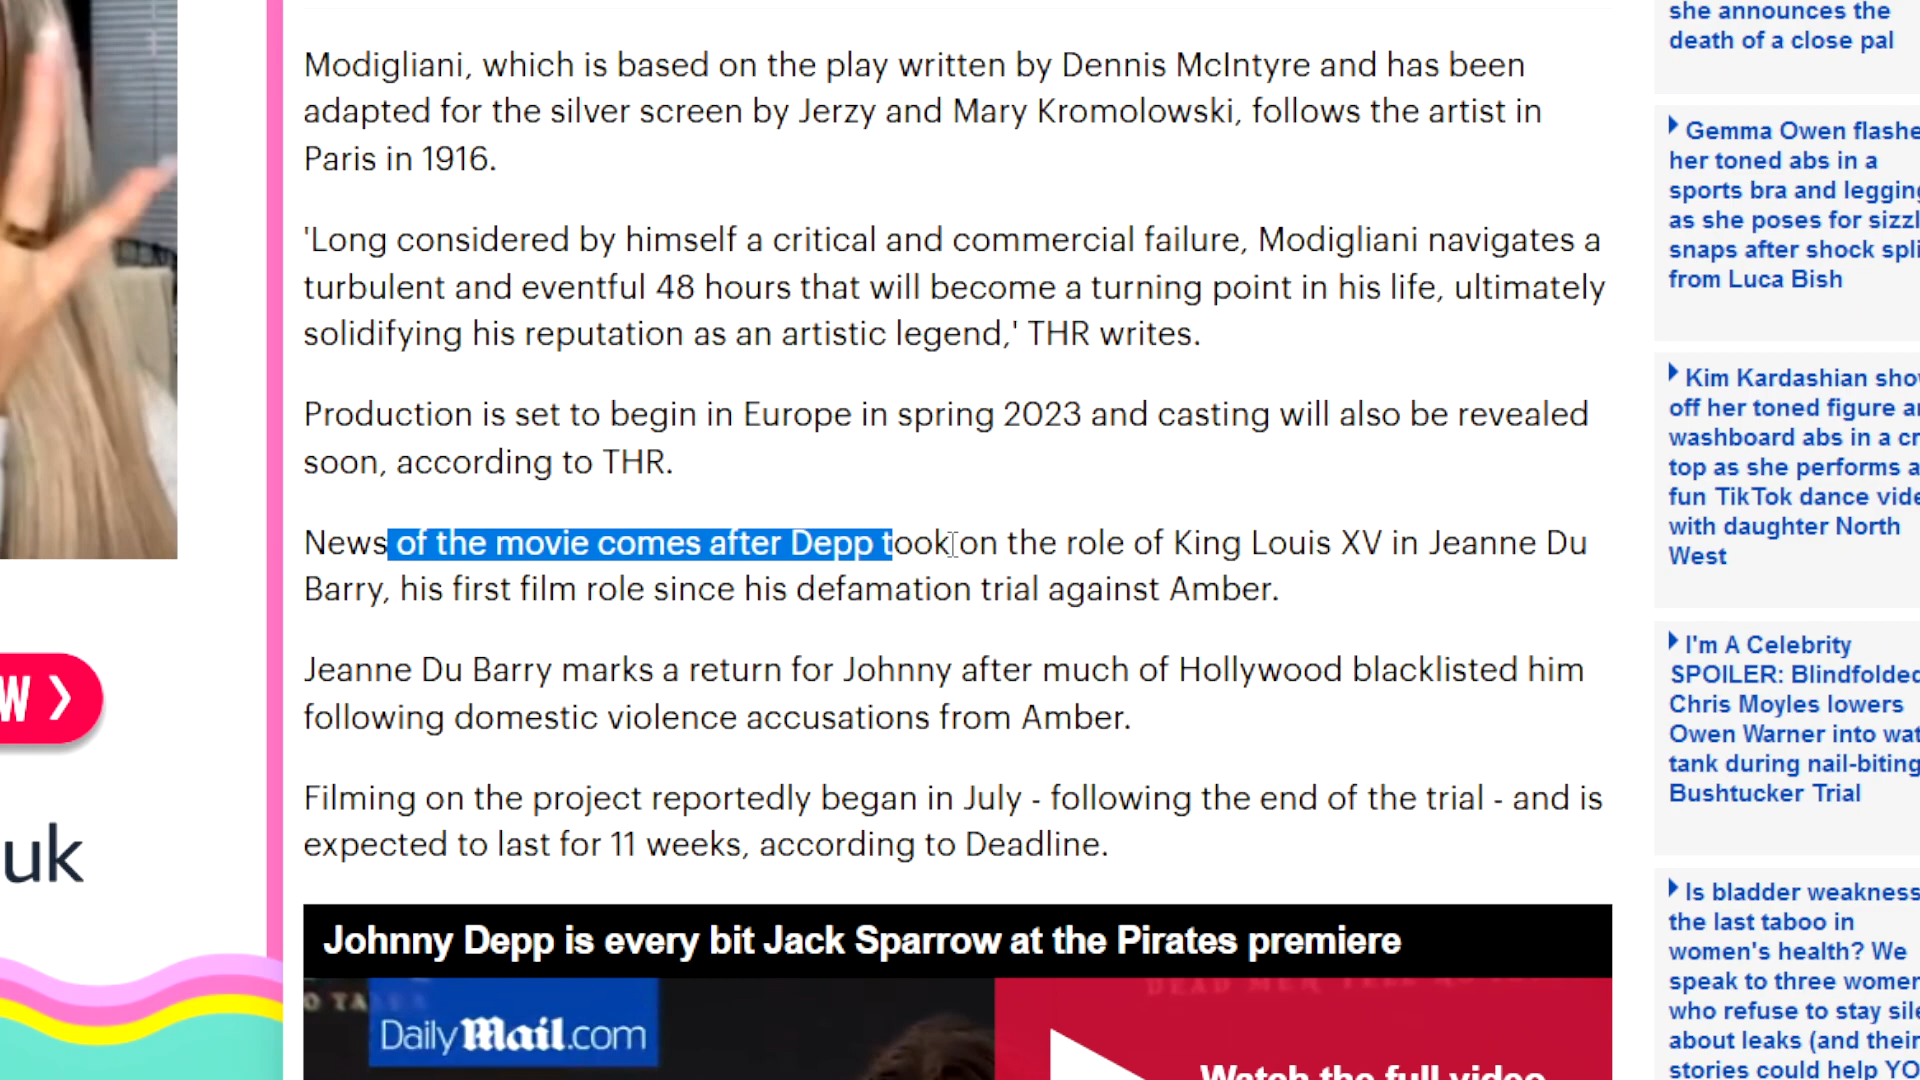 Modigliani, which is based on the play written by Dennis McIntyre and has been
adapted for the silver screen by Jerzy and Mary Kromolowski, follows the artist in
Paris in 1916.
'Long considered by himself a critical and commercial failure, Modigliani navigates a
turbulent and eventful 48 hours that will become a turning point in his life, ultimately
solidifying his reputation as an artistic legend,' THR writes.
Production is set to begin in Europe in spring 2023 and casting will also be revealed
soon, according to THR.
News of the movie comes after Depp took on the role of King Louis XV in Jeanne Du
Barry, his first film role since his defamation trial against Amber.
Jeanne Du Barry marks a return for Johnny after much of Hollywood blacklisted him
following domestic violence accusations from Amber.
Filming on the project reportedly began in July - following the end of the trial - and is
expected to last for 11 weeks, according to Deadline.
Johnny Depp is every bit Jack Sparrow at the Pirates premiere
DailyMail.com
Watch the full video
W
uk
she announces the
death of a close pal
Gemma Owen flashe
her toned abs in a
sports bra and legging
as she poses for sizzl
snaps after shock spli
from Luca Bish
Kim Kardashian show
off her toned figure a
washboard abs in a cr
top as she performs a
fun TikTok dance vide
with daughter North
West
I'm A Celebrity
SPOILER: Blindfolded
Chris Moyles lowers
Owen Warner into wat
tank during nail-biting
Bushtucker Trial
Is bladder weakness
the last taboo in
women's health? We
speak to three women
who refuse to stay sile
about leaks (and their
stories could help YO